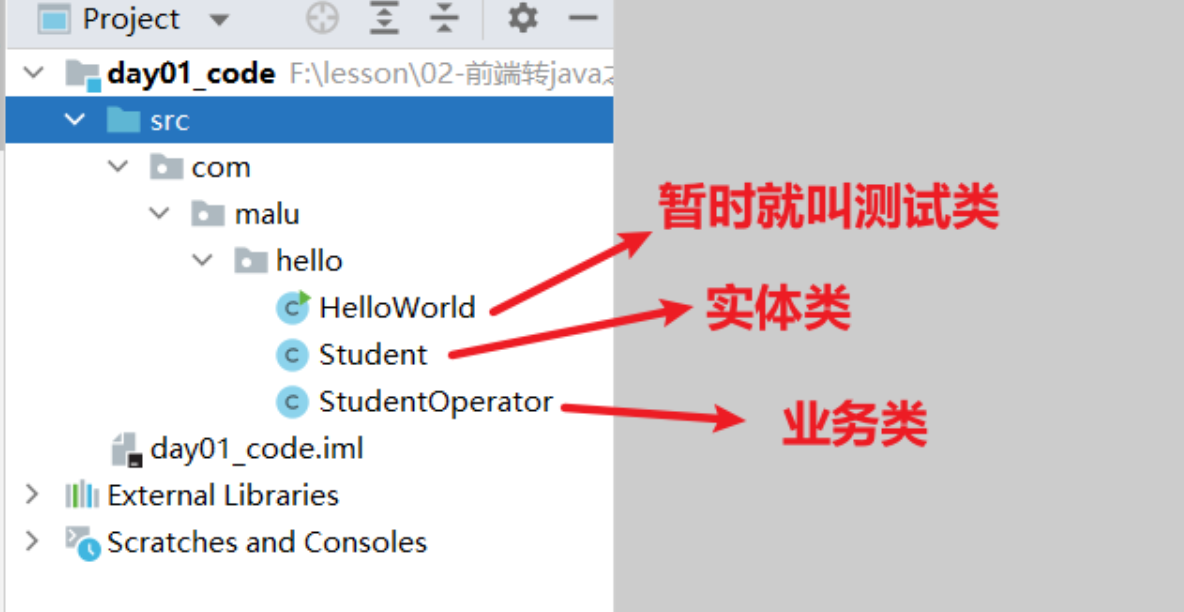 Project
day01_code F:\lesson\02-前端转java
src
com
malu
hello
HelloWorld
Student
StudentOperator
day01_code.iml
External Libraries
Scratches and Consoles
暂时就叫测试类
实体类
业务类